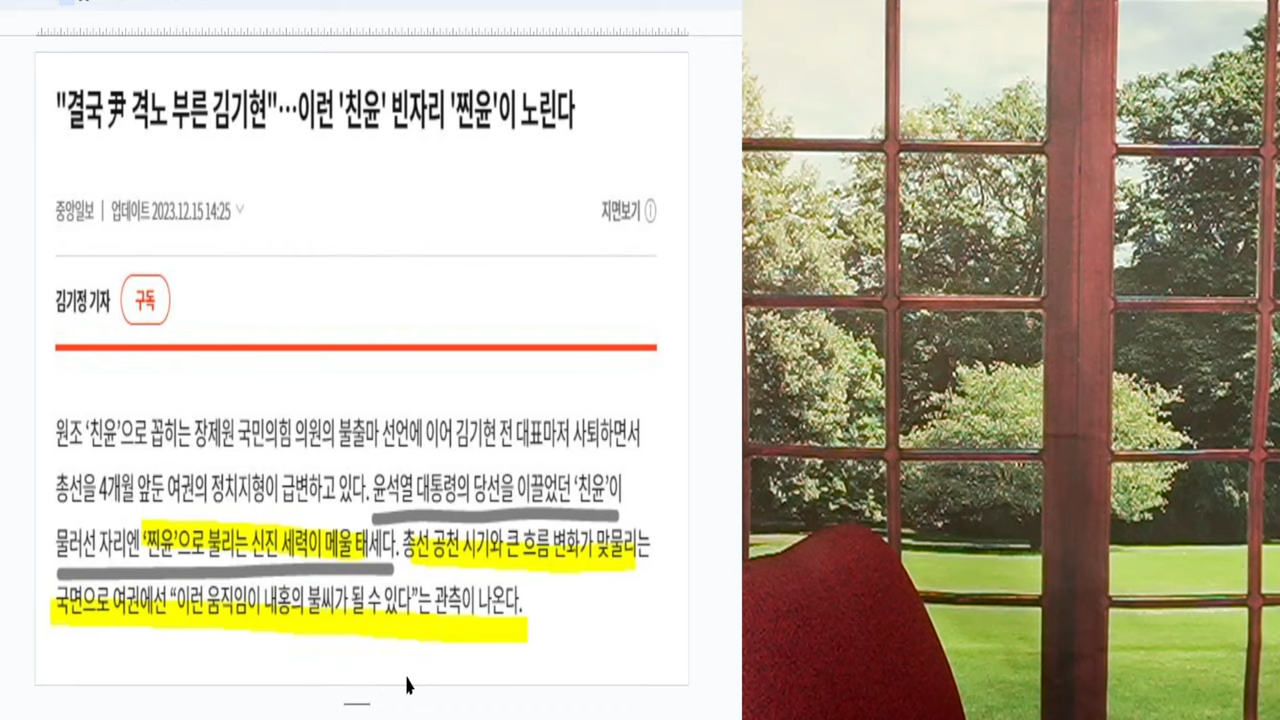 "결국 尹 격노 부른 김기현"…이런 '친윤' 빈자리 '찐윤'이 노린다
중앙일보 | 업데이트 2023.12.15 14:25
지면보기
김기정 기자 구독
원조 ‘친윤’으로 꼽히는 장제원 국민의힘 의원의 불출마 선언에 이어 김기현 전 대표마저 사퇴하면서
총선을 4개월 앞둔 여권의 정치지형이 급변하고 있다. 윤석열 대통령의 당선을 이끌었던 ‘친윤’이
물러선 자리엔 ‘찐윤’으로 불리는 신진 세력이 메울 태세다. 총선 공천 시기와 큰 흐름 변화가 맞물리는
국면으로 여권에선 “이런 움직임이 내홍의 불씨가 될 수 있다”는 관측이 나온다.